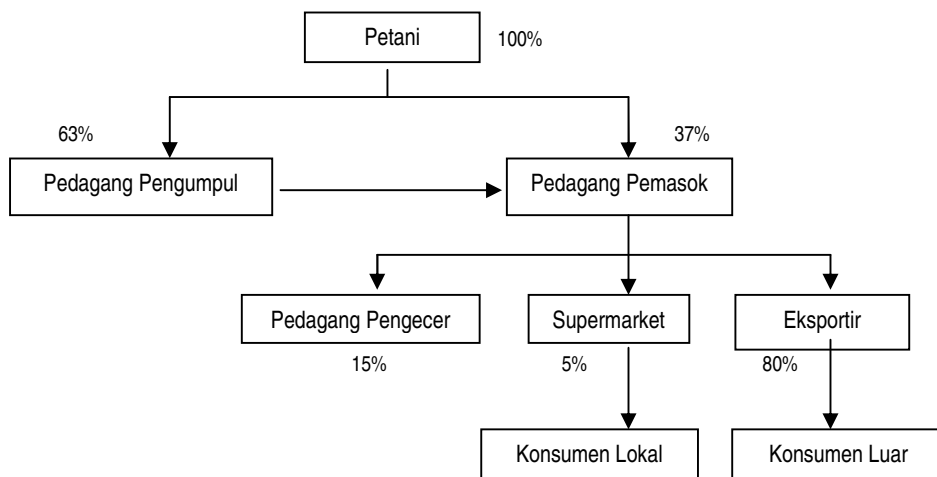 Petani
100%
63%
37%
Pedagang Pengumpul
Pedagang Pemasok
Pedagang Pengecer
Supermarket
Eksportir
15%
5%
80%
Konsumen Lokal
Konsumen Luar